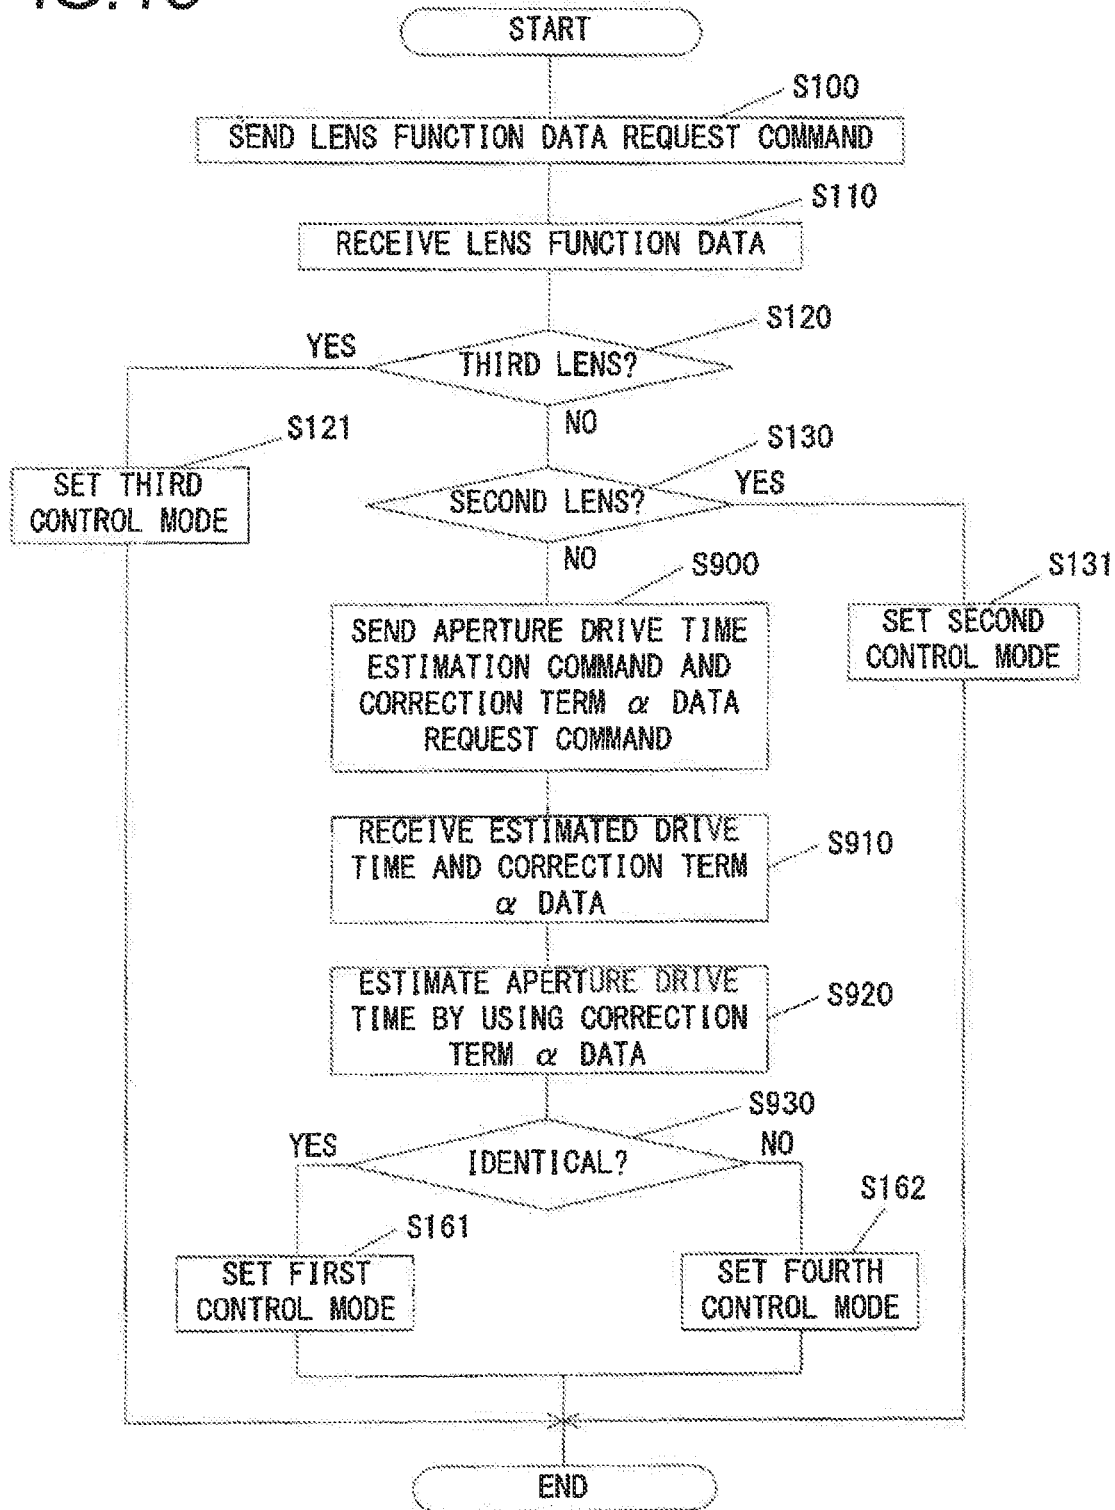 START
S100
SEND LENS FUNCTION DATA REQUEST COMMAND
S110
RECEIVE LENS FUNCTION DATA
S120
YES
THIRD LENS?
NO
S121
SET THIRD
CONTROL MODE
S130
SECOND LENS?
YES
NO
S131
SET SECOND
CONTROL MODE
S900
SEND APERTURE DRIVE TIME
ESTIMATION COMMAND AND
CORRECTION TERM α DATA
REQUEST COMMAND
RECEIVE ESTIMATED DRIVE
TIME AND CORRECTION TERM
α DATA
S910
ESTIMATE APERTURE DRIVE
TIME BY USING CORRECTION
TERM α DATA
S920
S930
YES
IDENTICAL?
NO
S161
SET FIRST
CONTROL MODE
S162
SET FOURTH
CONTROL MODE
END